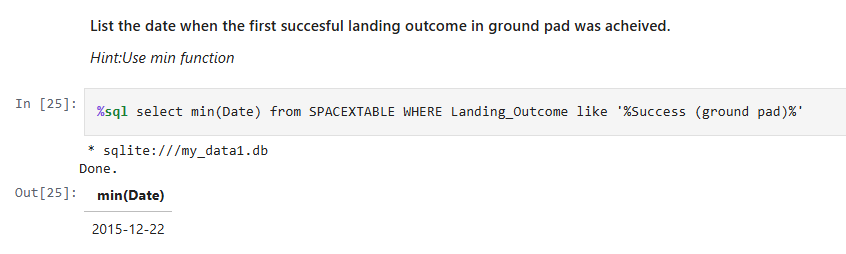 List the date when the first succesful landing outcome in ground pad was acheived.
Hint:Use min function
In [25]: %sql select min(Date) from SPACEXTABLE WHERE Landing_Outcome like '%Success (ground pad)%'
* sqlite:///my_data1.db
Done.
Out[25]: min(Date)
2015-12-22